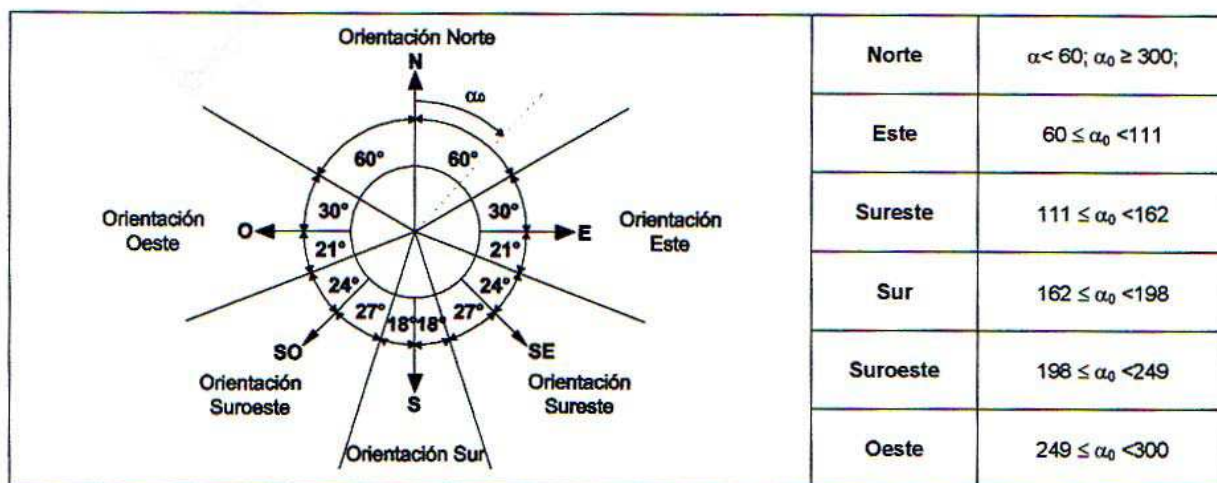 Orientación Norte
N
α₀
60° 60°
30° 30°
Orientación
Oeste
O
E
Orientación
Este
21° 21°
24° 24°
27° 18° 18° 27°
SO
SE
Orientación
Suroeste
S
Orientación
Sureste
Orientación Sur
Norte α< 60; α₀ ≥ 300;
Este 60 ≤ α₀ <111
Sureste 111 ≤ α₀ <162
Sur 162 ≤ α₀ <198
Suroeste 198 ≤ α₀ <249
Oeste 249 ≤ α₀ <300